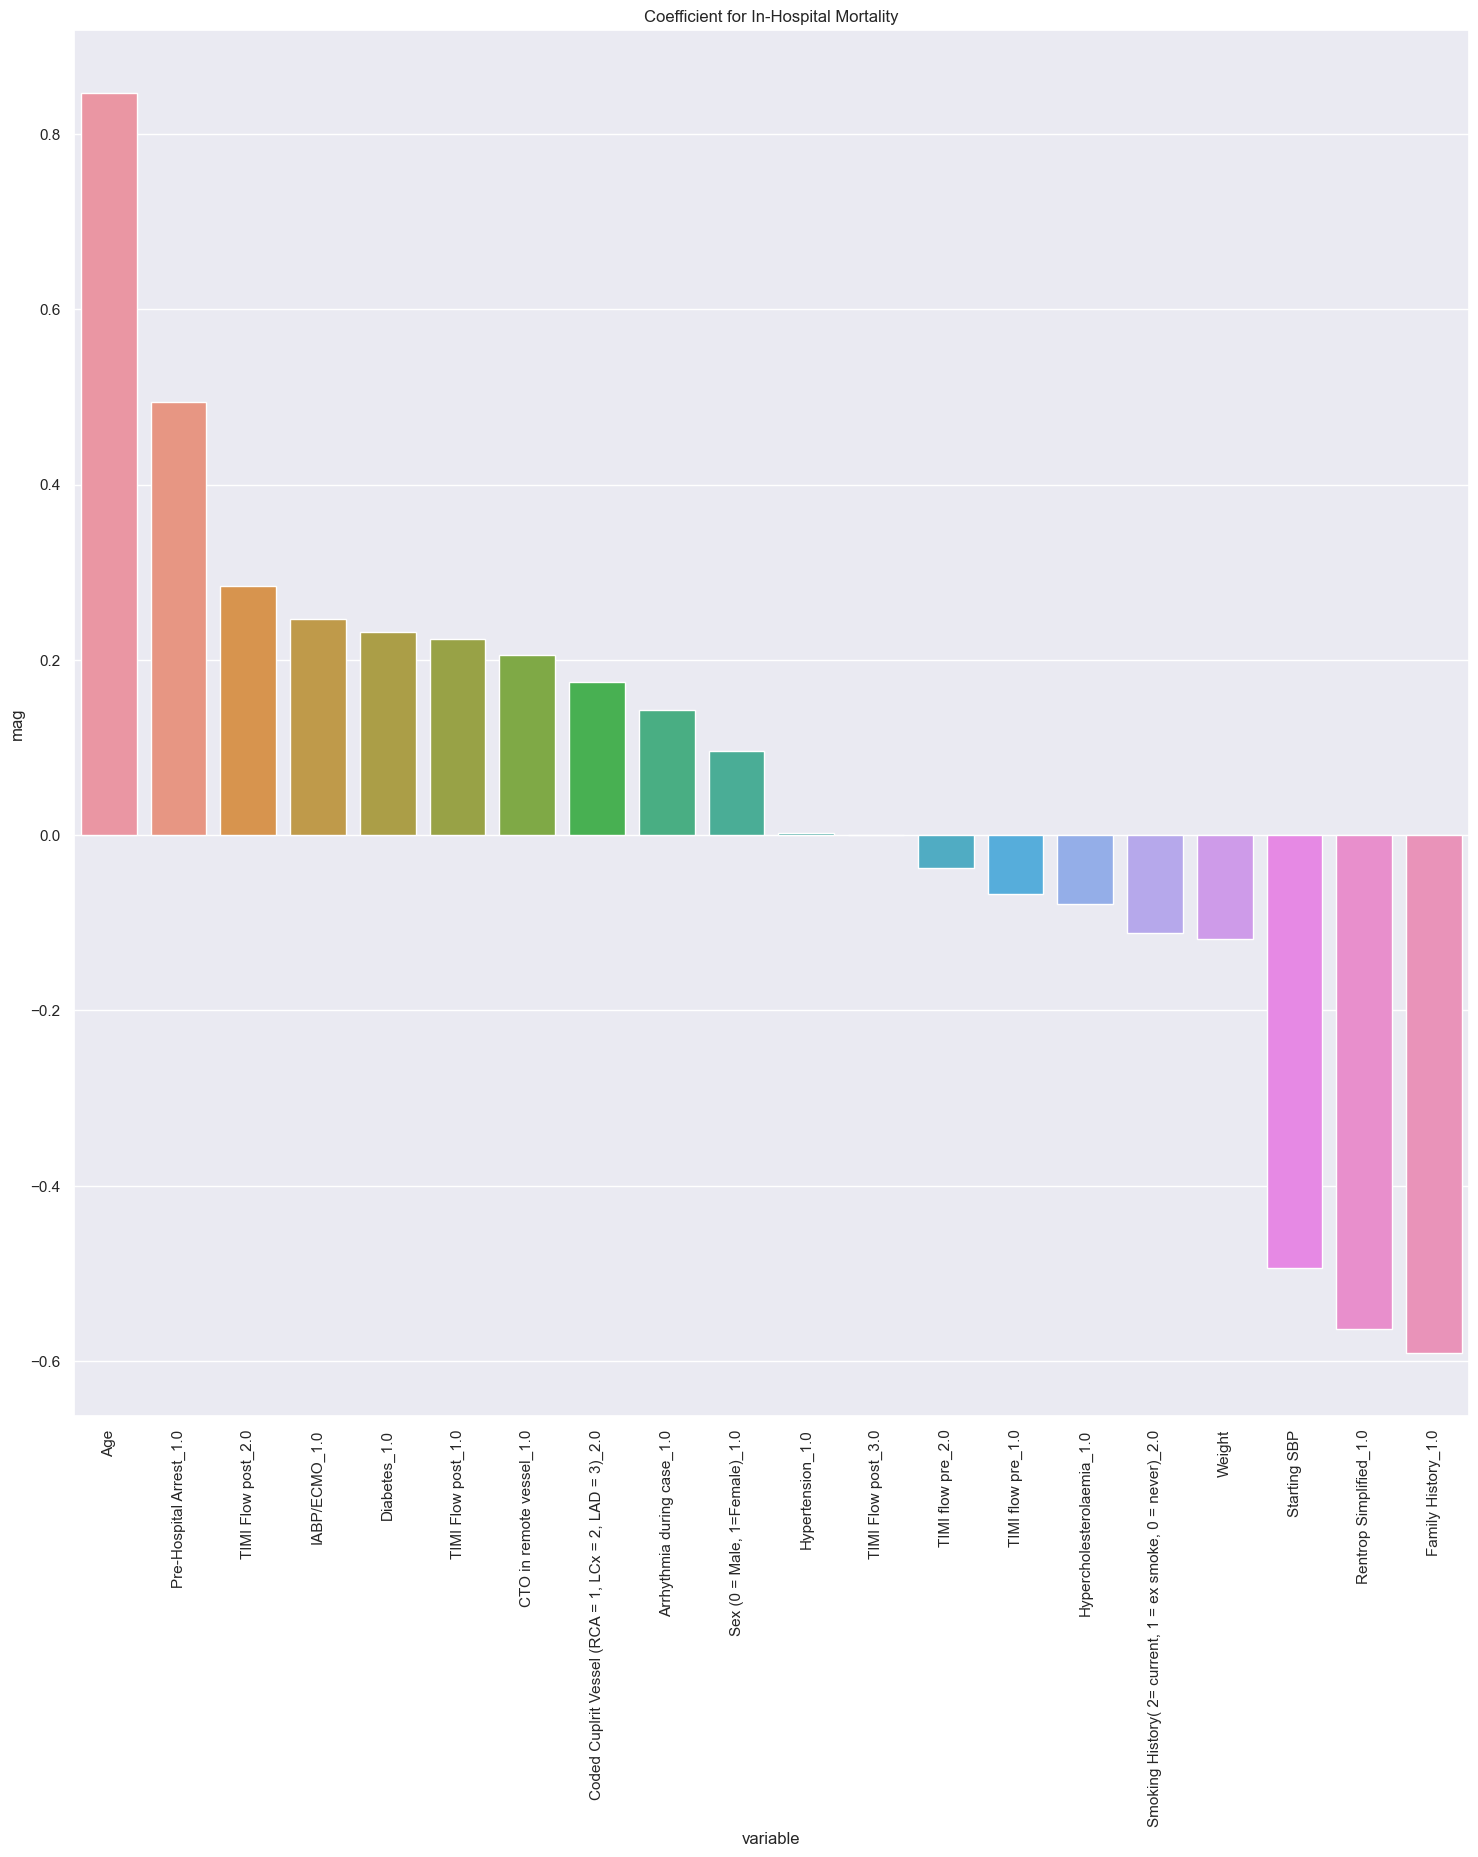 Coefficient for In-Hospital Mortality
mag
0.8
0.6
0.4
0.2
0.0
−0.2
−0.4
−0.6
Age
Pre-Hospital Arrest_1.0
TIMI Flow post_2.0
IABP/ECMO_1.0
Diabetes_1.0
TIMI Flow post_1.0
CTO in remote vessel_1.0
Coded Cuplrit Vessel (RCA = 1, LCx = 2, LAD = 3)_2.0
Arrhythmia during case_1.0
Sex (0 = Male, 1=Female)_1.0
Hypertension_1.0
TIMI Flow post_3.0
TIMI flow pre_2.0
TIMI flow pre_1.0
Hypercholesterolaemia_1.0
Smoking History( 2= current, 1 = ex smoke, 0 = never)_2.0
Weight
Starting SBP
Rentrop Simplified_1.0
Family History_1.0
variable